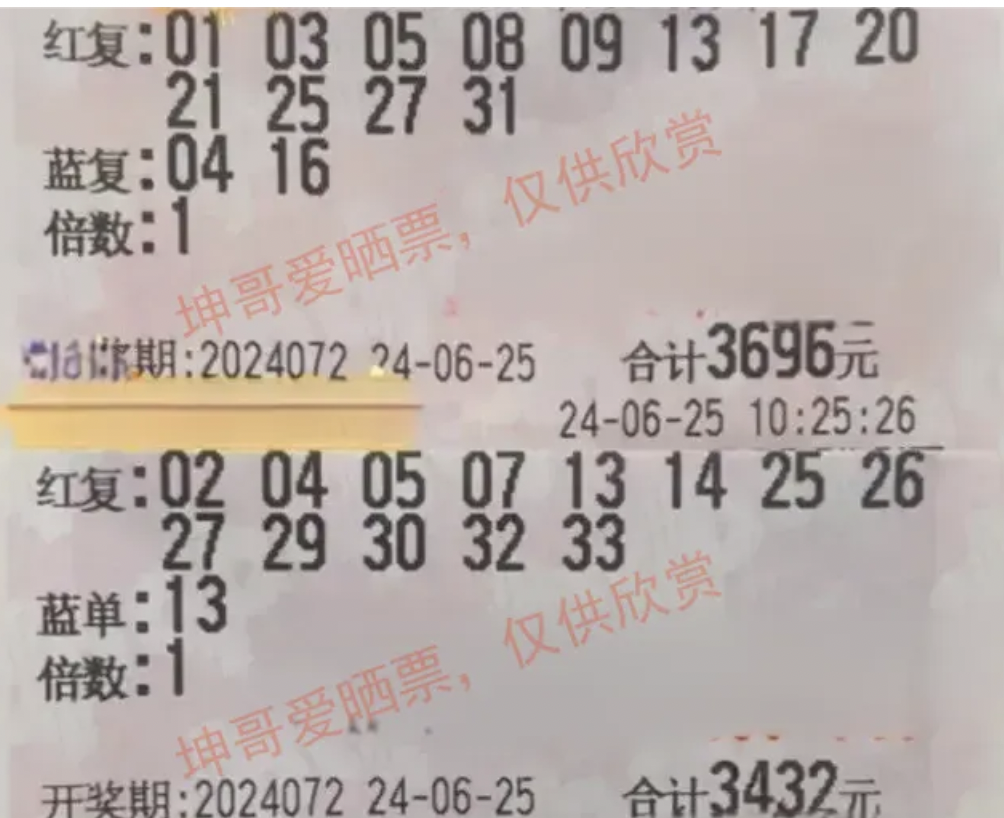 红复:01 03 05 08 09 13 17 20
21 25 27 31
蓝复:04 16
倍数:1
坤哥爱晒票，仅供欣赏
期:2024072 24-06-25 合计3696元
24-06-25 10:25:26
红复:02 04 05 07 13 14 25 26
27 29 30 32 33
蓝单:13
倍数:1
坤哥爱晒票，仅供欣赏
开奖期:2024072 24-06-25 合计3432元